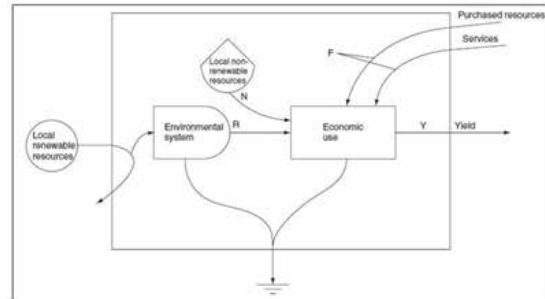 Purchased resources
Services
F
Local non-
renewable
resources
N
Local
renewable
resources
Environmental
system
R
Economic
use
Y
Yield